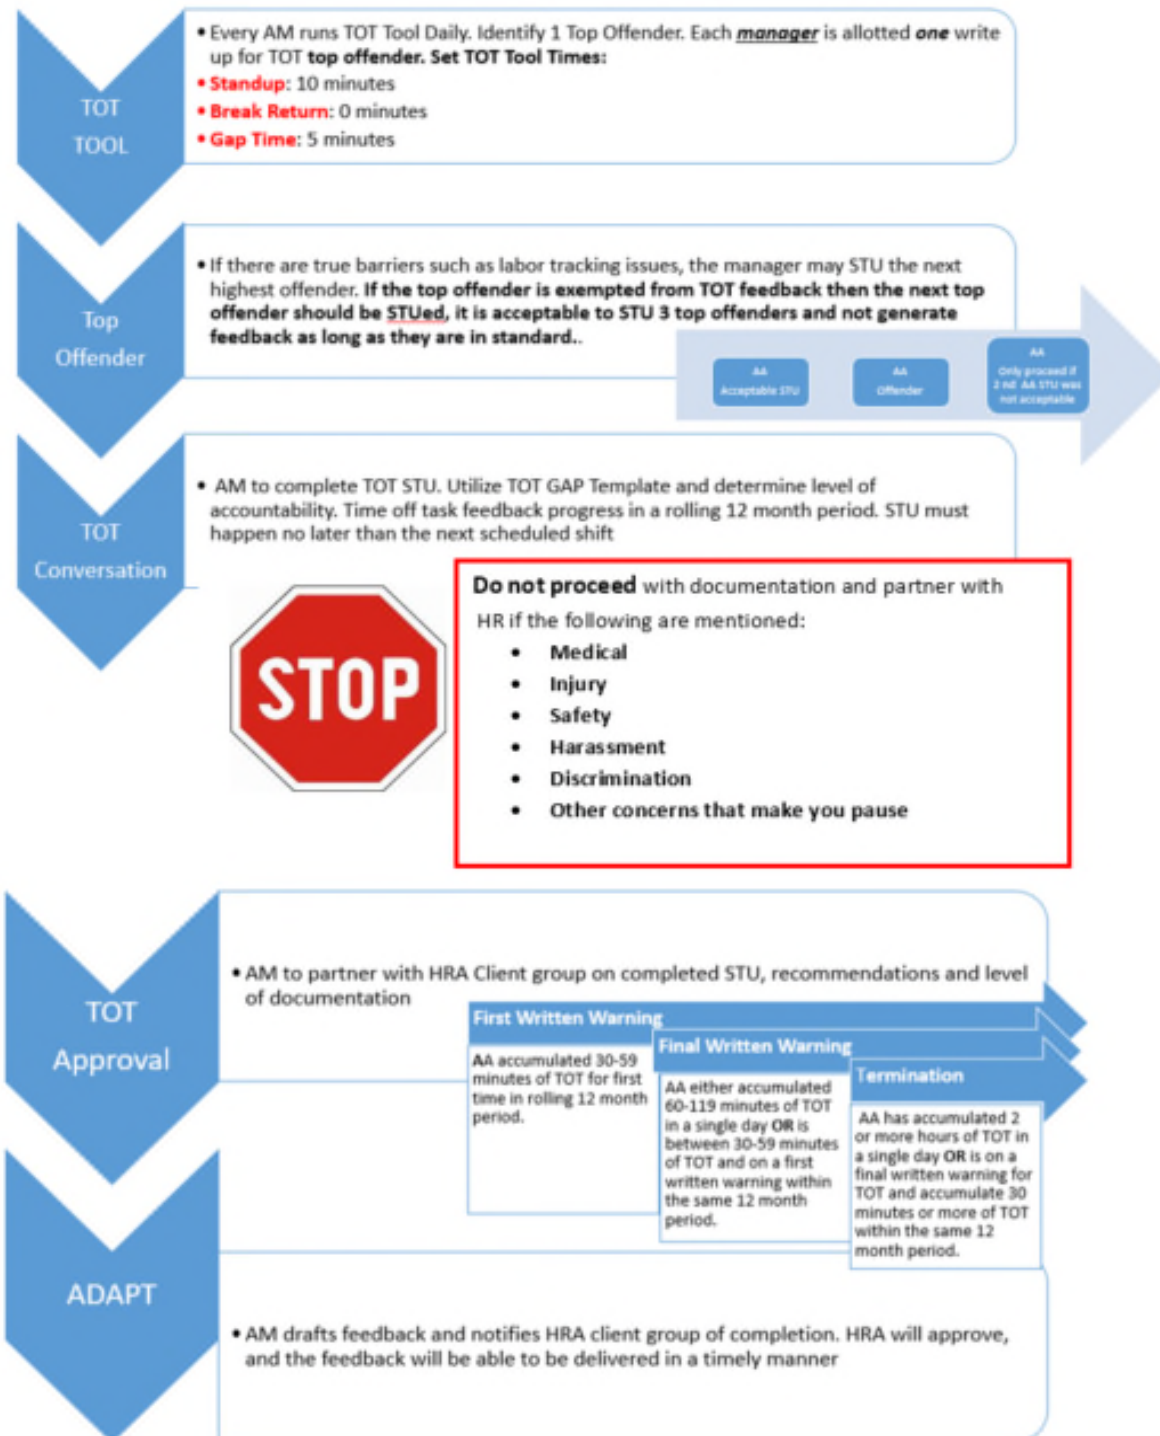 TOT
TOOL
• Every AM runs TOT Tool Daily. Identify 1 Top Offender. Each manager is allotted one write
up for TOT top offender. Set TOT Tool Times:
• Standup: 10 minutes
• Break Return: 0 minutes
• Gap Time: 5 minutes
Top
Offender
• If there are true barriers such as labor tracking issues, the manager may STU the next
highest offender. If the top offender is exempted from TOT feedback then the next top
offender should be STUed, it is acceptable to STU 3 top offenders and not generate
feedback as long as they are in standard..
AA
Acceptable STU
AA
Offender
AA
Only proceed if
2 nd AA STU was
not acceptable
TOT
Conversation
• AM to complete TOT STU. Utilize TOT GAP Template and determine level of
accountability. Time off task feedback progress in a rolling 12 month period. STU must
happen no later than the next scheduled shift
STOP
Do not proceed with documentation and partner with
HR if the following are mentioned:
• Medical
• Injury
• Safety
• Harassment
• Discrimination
• Other concerns that make you pause
TOT
Approval
• AM to partner with HRA Client group on completed STU, recommendations and level
of documentation
First Written Warning
AA accumulated 30-59
minutes of TOT for first
time in rolling 12 month
period.
Final Written Warning
AA either accumulated
60-119 minutes of TOT
in a single day OR is
between 30-59 minutes
of TOT and on a first
written warning within
the same 12 month
period.
Termination
AA has accumulated 2
or more hours of TOT in
a single day OR is on a
final written warning for
TOT and accumulate 30
minutes or more of TOT
within the same 12
month period.
ADAPT
• AM drafts feedback and notifies HRA client group of completion. HRA will approve,
and the feedback will be able to be delivered in a timely manner